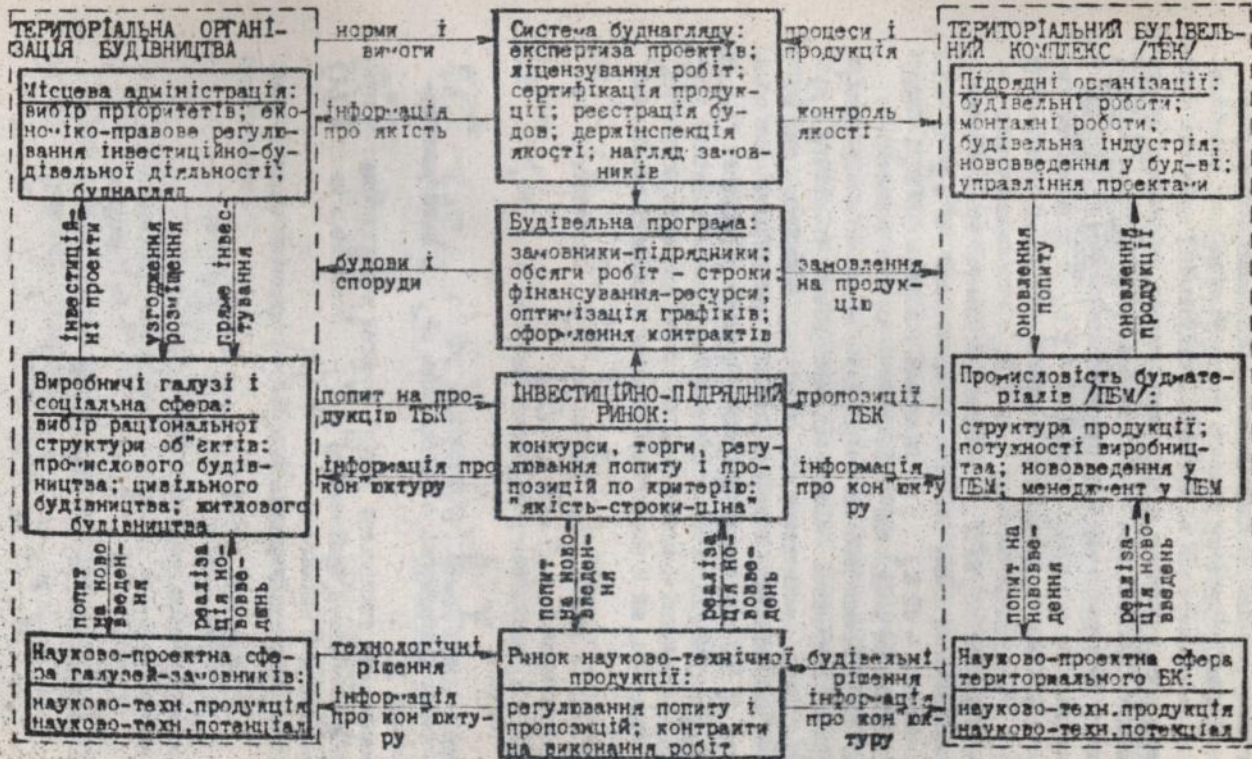 ТЕРИТОРІАЛЬНА ОРГАНІ-
ЗАЦІЯ БУДІВНИЦТВА
Місцева адміністрація:
вибір пріоритетів; еко-
номіко-правове регулю-
вання інвестиційно-бу-
дівельної діяльності;
буднагляд
інвестицій-
ні проекти
узгодження
розміщення
пряме інвес-
тування
Виробничі галузі і
соціальна сфера:
вибір раціональної
структури об"єктів:
промислового будів-
ництва; цивільного
будівництва; житлового
будівництва
попит
на ново
введен-
ня
реаліза
ція но-
вовве-
день
Науково-проектна сфе-
ра галузей-замовників:
науково-техн.продукція
науково-техн.потенціал
норми і
вимоги
інформація
про якість
будови і
споруди
попит на про-
дукцію ТБК
інформація про
кон"юктуру
технологічні
рішення
інформація
про кон"юкту-
ру
Система буднагляду:
експертиза проектів;
ліцензування робіт;
сертифікація продук-
ції; реєстрація бу-
дов; держінспекція
якості; нагляд замов-
ників
Будівельна програма:
замовники-підрядники;
обсяги робіт - строки;
фінансування-ресурси;
оптимізація графіків;
оформлення контрактів
ІНВЕСТИЦІЙНО-ПІДРЯДНИЙ
РИНОК:
конкурси, торги, регу-
лювання попиту і про-
позицій по критерію:
"якість-строки-ціна"
попит
на ново-
введен-
ня
реаліза
ція но-
вовве-
день
Ринок науково-технічної
продукції:
регулювання попиту і
пропозицій; контракти
на виконання робіт
процеси і
продукція
контроль
якості
замовлення
на продук-
цію
пропозиції
ТБК
інформація
про кон"юкту
ру
будівельні
рішення
інформація
про кон"юк-
туру
ТЕРИТОРІАЛЬНИЙ БУДІВЕЛЬ-
НИЙ КОМПЛЕКС /ТБК/
Підрядні організації:
будівельні роботи;
монтажні роботи;
будівельна індустрія;
нововведення у буд-ві;
управління проектами
оновлення
попиту
оновлення
продукції
Промисловість будмате-
ріалів /ПБМ/:
структура продукції;
потужності виробниц-
тва; нововведення у
ПБМ; менеджмент у ПБМ
попит на
нововве-
дення
реаліза-
ція ново-
введень
Науково-проектна сфера
територіального БК:
науково-техн.продукція
науково-техн.потенціал